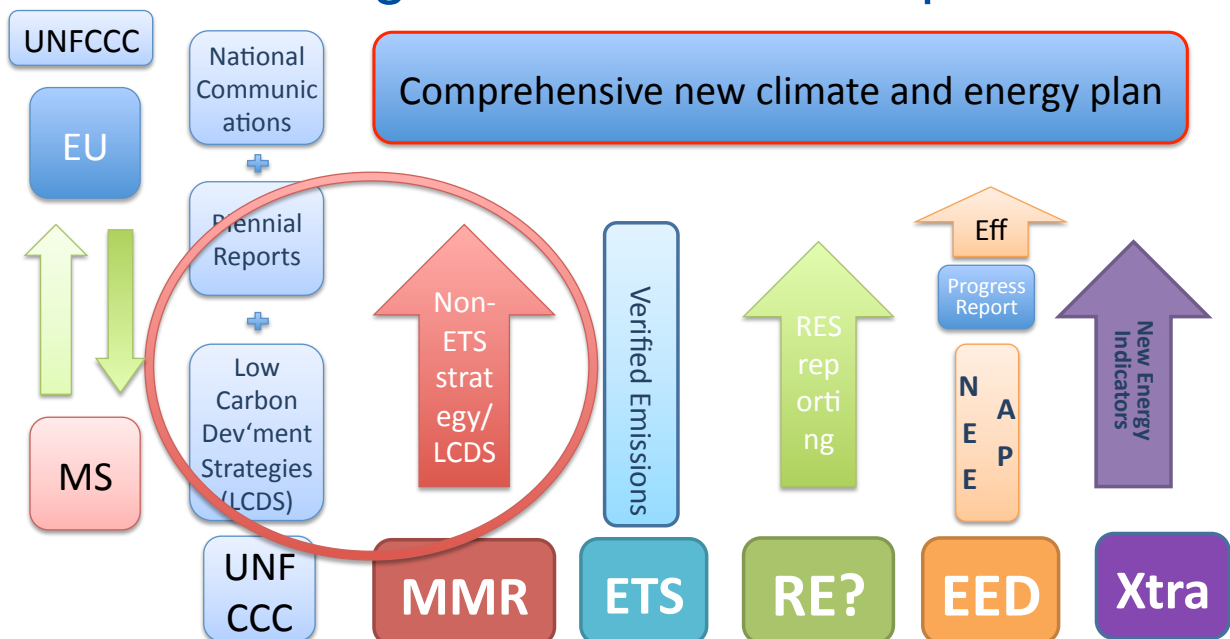 UNFCCC
EU
MS
National
Communic
ations
Biennial
Reports
Low
Carbon
Dev'ment
Strategies
(LCDS)
UNF
CCC
Comprehensive new climate and energy plan
Non-
ETS
strat
egy/
LCDS
MMR
Verified Emissions
ETS
RES
rep
orti
ng
RE?
Eff
Progress
Report
N
E
E
A
P
EED
New Energy
Indicators
Xtra